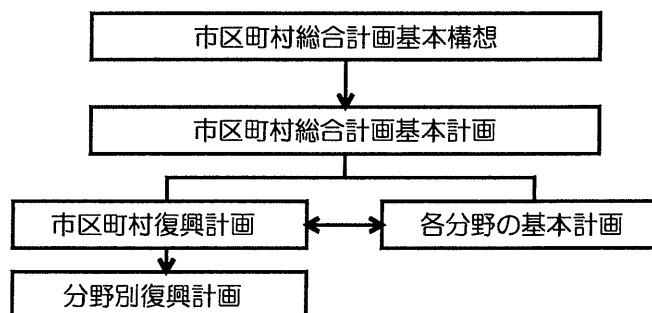 市区町村総合計画基本構想
市区町村総合計画基本計画
市区町村復興計画
各分野の基本計画
分野別復興計画